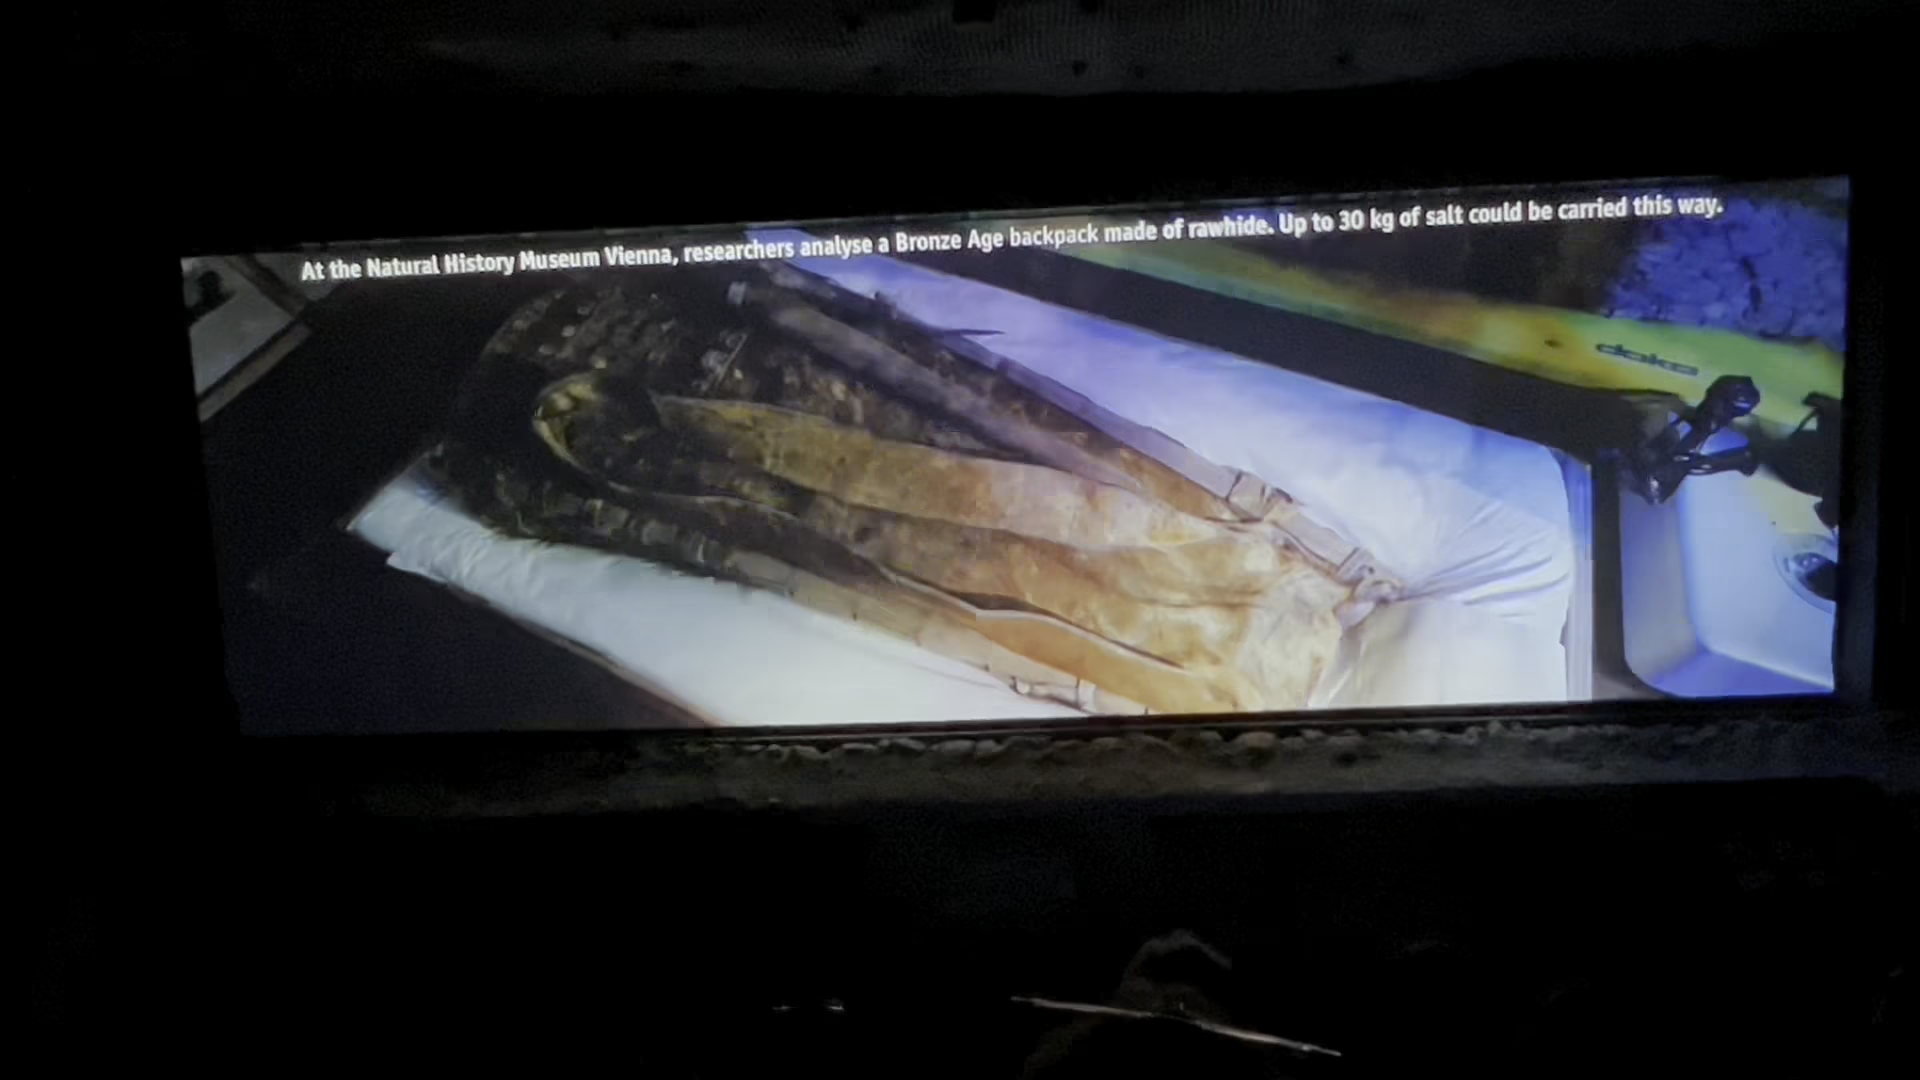 At the Natural History Museum Vienna, researchers analyse a Bronze Age backpack made of rawhide. Up to 30 kg of salt could be carried this way.